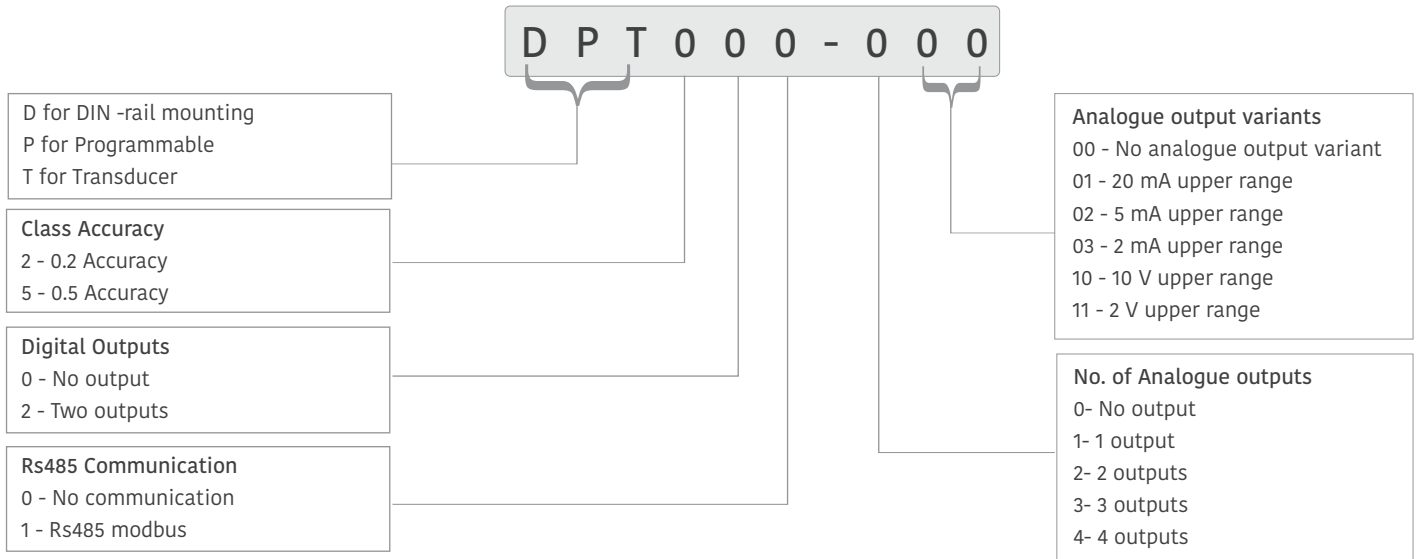 D P T 0 0 0 - 0 0 0
D for DIN -rail mounting
P for Programmable
T for Transducer
Class Accuracy
2 - 0.2 Accuracy
5 - 0.5 Accuracy
Digital Outputs
0 - No output
2 - Two outputs
Rs485 Communication
0 - No communication
1 - Rs485 modbus
Analogue output variants
00 - No analogue output variant
01 - 20 mA upper range
02 - 5 mA upper range
03 - 2 mA upper range
10 - 10 V upper range
11 - 2 V upper range
No. of Analogue outputs
0- No output
1- 1 output
2- 2 outputs
3- 3 outputs
4- 4 outputs